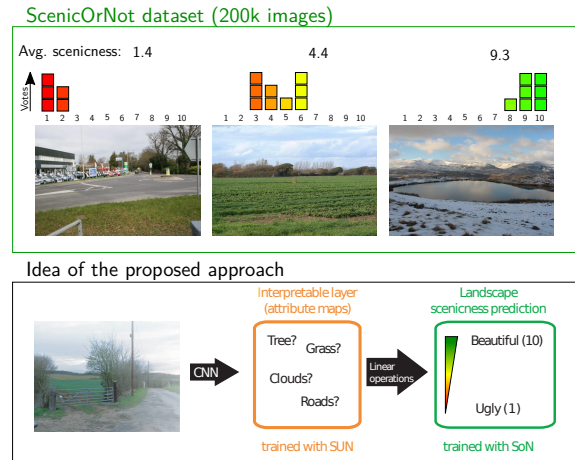 ScenicOrNot dataset (200k images)
Avg. scenicness: 1.4 4.4 9.3
Votes
1 2 3 4 5 6 7 8 9 10 1 2 3 4 5 6 7 8 9 10 1 2 3 4 5 6 7 8 9 10
Idea of the proposed approach
Interpretable layer
(attribute maps)
Landscape
scenicness prediction
CNN
Tree?
Grass?
Clouds?
Roads?
Linear
operations
Beautiful (10)
Ugly (1)
trained with SUN
trained with SoN